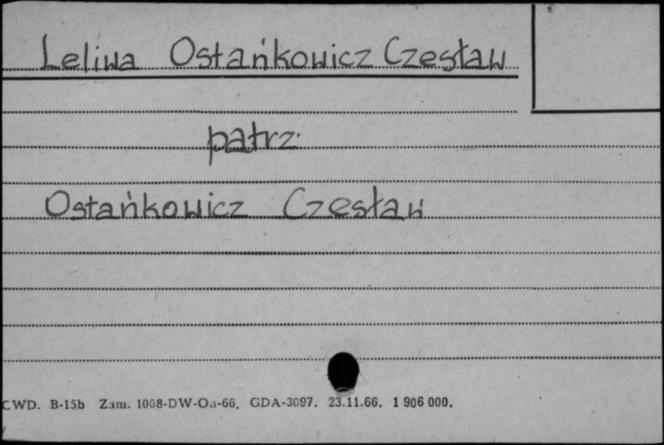 Leliwa Ostańkowicz Czesław
patrz
Ostańkowicz Czesław
CWD. B-15b Zam. 1008-DW-Oa-66. GDA-3097. 23.11.66. 1 906 000.